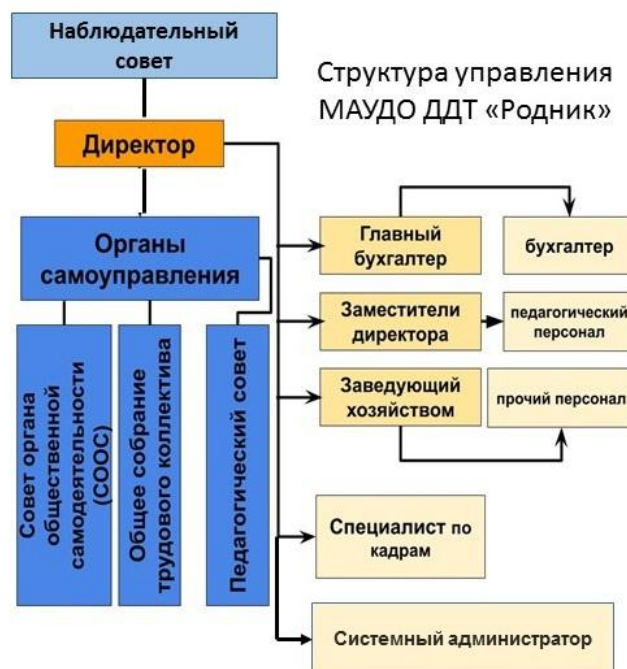 Наблюдательный
совет
Структура управления
МАУДО ДДТ «Родник»
Директор
Органы
самоуправления
Главный
бухгалтер
бухгалтер
Заместители
директора
педагогический
персонал
Заведующий
хозяйством
прочий персонал
Совет органа
общественной
самодеятельности
(СООС)
Общее собрание
трудового коллектива
Педагогический совет
Специалист по
кадрам
Системный администратор